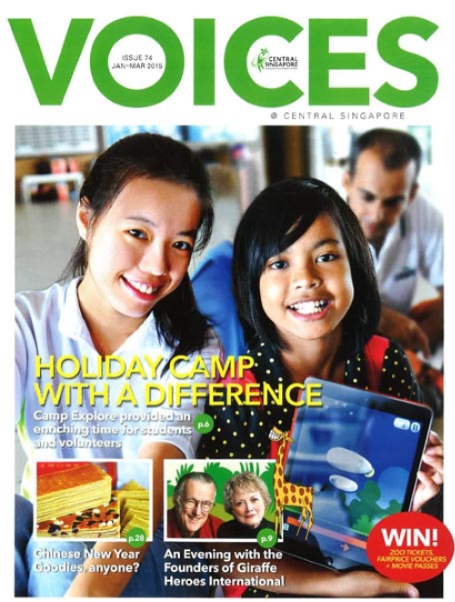 VOICES
ISSUE 74
JAN-MAR 2015
CENTRAL
SINGAPORE
@ CENTRAL SINGAPORE
HOLIDAY CAMP
WITH A DIFFERENCE
Camp Explore provided an
enriching time for students
and volunteers
p.6
p.28
p.9
Chinese New Year
Goodies, anyone?
An Evening with the
Founders of Giraffe
Heroes International
WIN!
ZOO TICKETS,
FAIRPRICE VOUCHERS
+ MOVIE PASSES